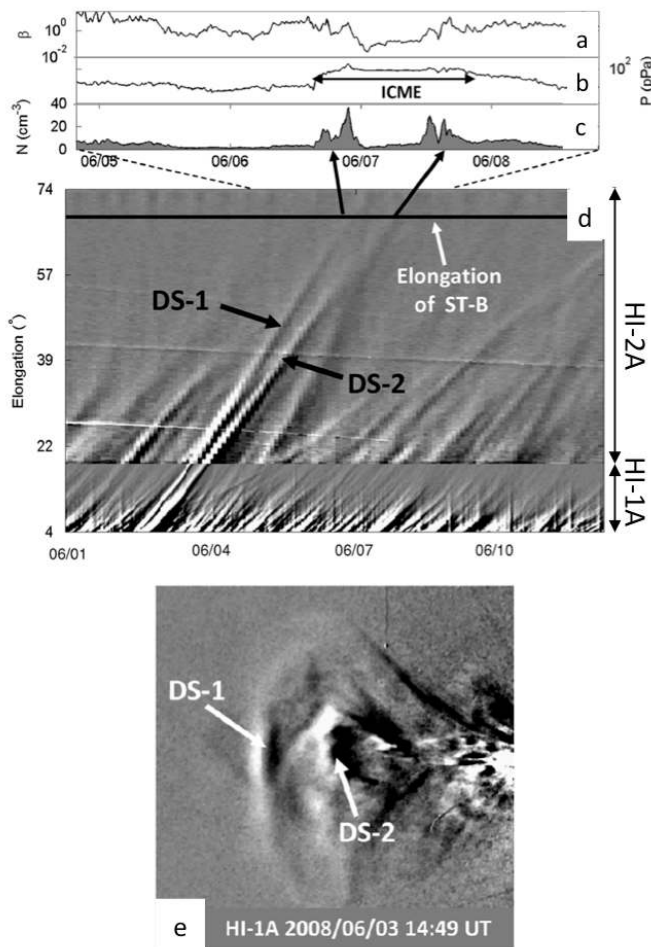 β
10⁰
10⁻²
a
b
ICME
10²
P (pPa)
N (cm⁻³)
40
20
0
c
06/05 06/06 06/07 06/08
74
d
57
Elongation
of ST-B
DS-1
39
DS-2
Elongation (°)
22
4
HI-2A
HI-1A
06/01 06/04 06/07 06/10
DS-1
DS-2
e
HI-1A 2008/06/03 14:49 UT